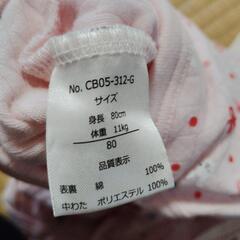 No. CB05-312-G
サイズ
身長 80cm
体重 11kg
80
品質表示
表裏 綿 100%
中わた ポリエステル 100%